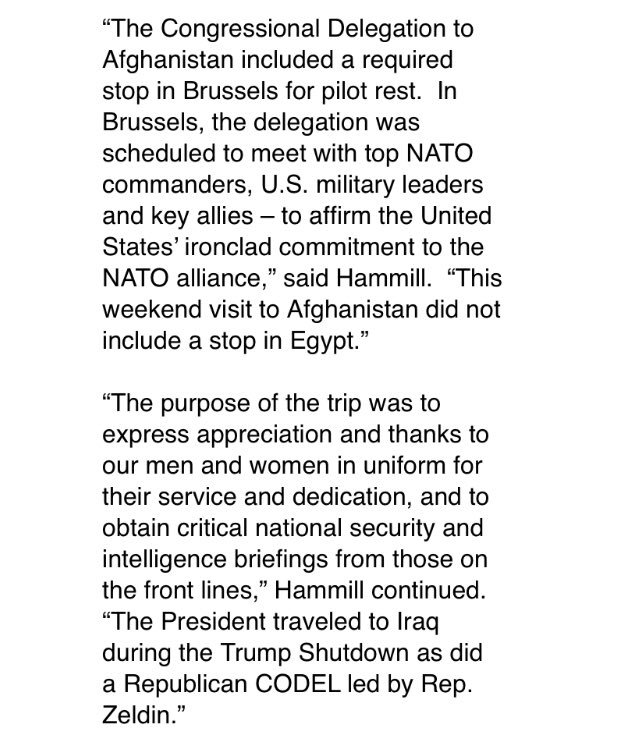 “The Congressional Delegation to
Afghanistan included a required
stop in Brussels for pilot rest.  In
Brussels, the delegation was
scheduled to meet with top NATO
commanders, U.S. military leaders
and key allies – to affirm the United
States’ ironclad commitment to the
NATO alliance,” said Hammill.  “This
weekend visit to Afghanistan did not
include a stop in Egypt.”

“The purpose of the trip was to
express appreciation and thanks to
our men and women in uniform for
their service and dedication, and to
obtain critical national security and
intelligence briefings from those on
the front lines,” Hammill continued.
“The President traveled to Iraq
during the Trump Shutdown as did
a Republican CODEL led by Rep.
Zeldin.”